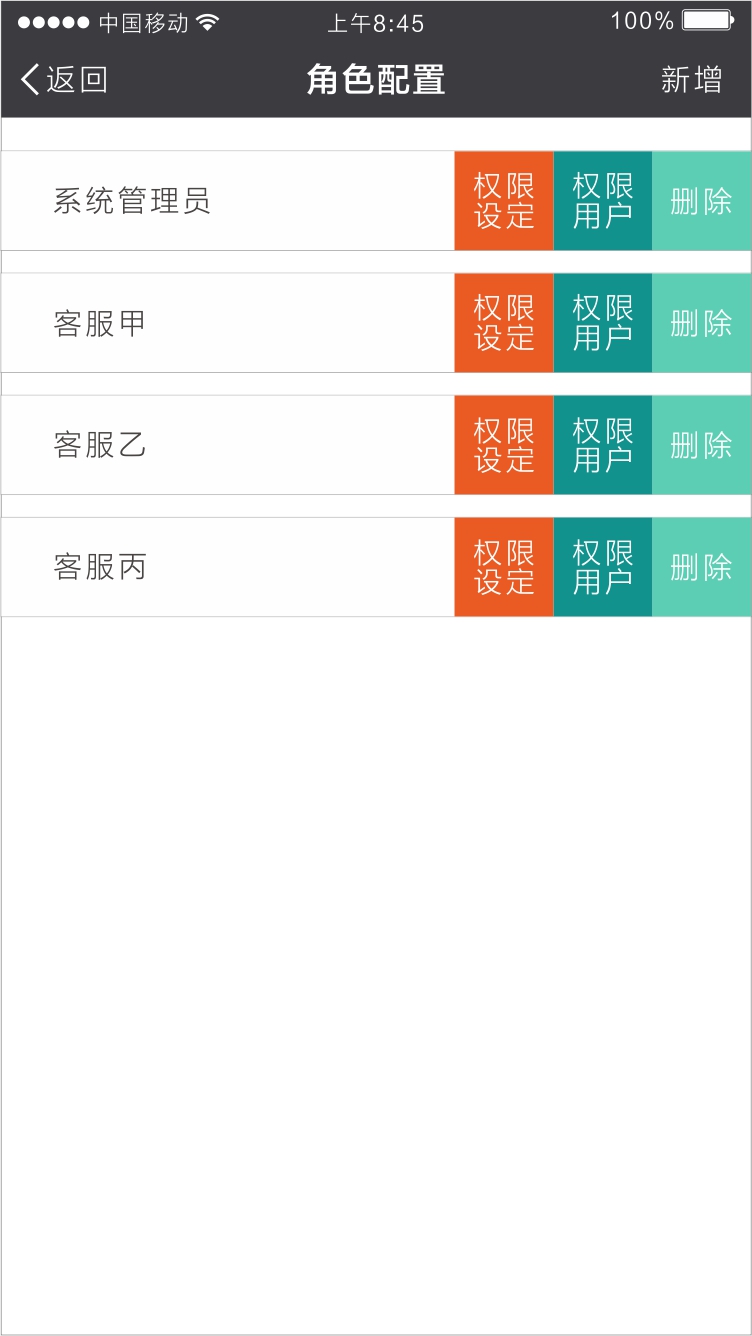 中国移动 上午8:45 100%
返回 角色配置 新增
系统管理员 权限设定 权限用户 删除
客服甲 权限设定 权限用户 删除
客服乙 权限设定 权限用户 删除
客服丙 权限设定 权限用户 删除